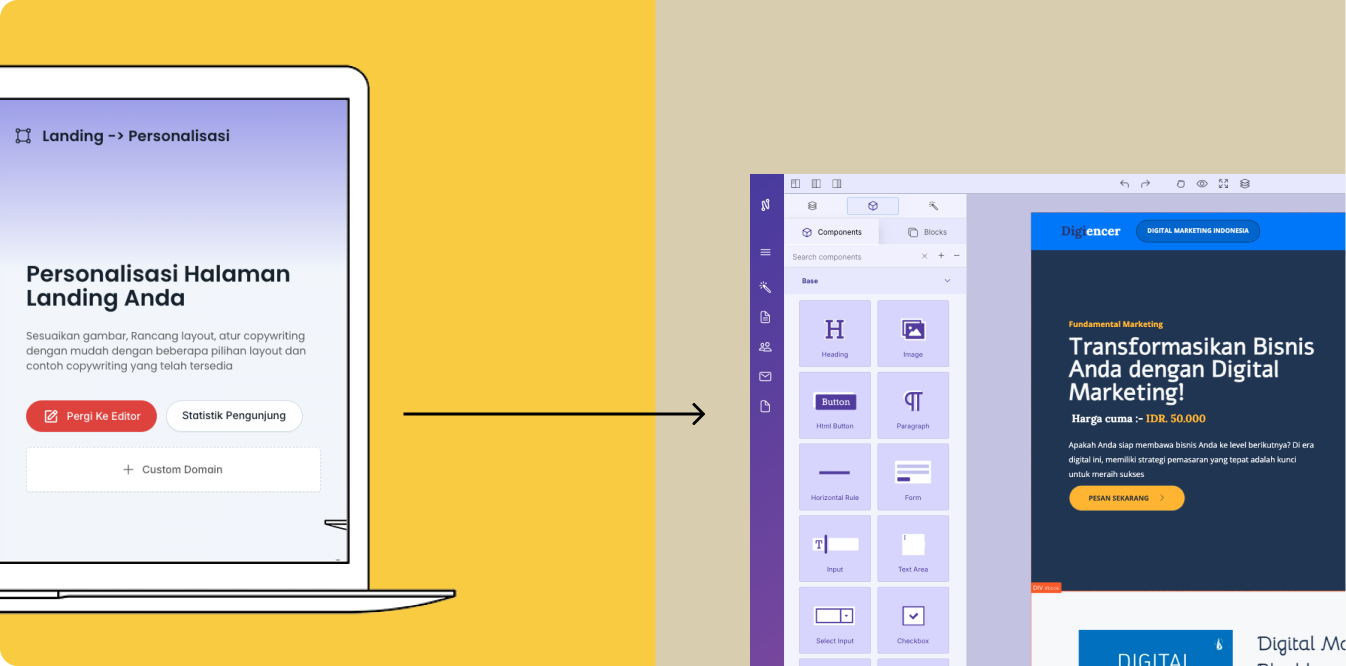 Landing -> Personalisasi
Personalisasi Halaman
Landing Anda
Sesuaikan gambar, Rancang layout, atur copywriting
dengan mudah dengan beberapa pilihan layout dan
contoh copywriting yang telah tersedia
Pergi Ke Editor
Statistik Pengunjung
+ Custom Domain
Components
Blocks
Search components
Base
Heading
Image
Button
Html Button
Paragraph
Horizontal Rule
Form
Input
Text Area
Select Input
Checkbox
Digiencer
DIGITAL MARKETING INDONESIA
Fundamental Marketing
Transformasikan Bisnis
Anda dengan Digital
Marketing!
Harga cuma :- IDR. 50.000
Apakah Anda siap membawa bisnis Anda ke level berikutnya? Di era
digital ini, memiliki strategi pemasaran yang tepat adalah kunci
untuk meraih sukses
PESAN SEKARANG
DIV
DIGITAL
Digital Ma